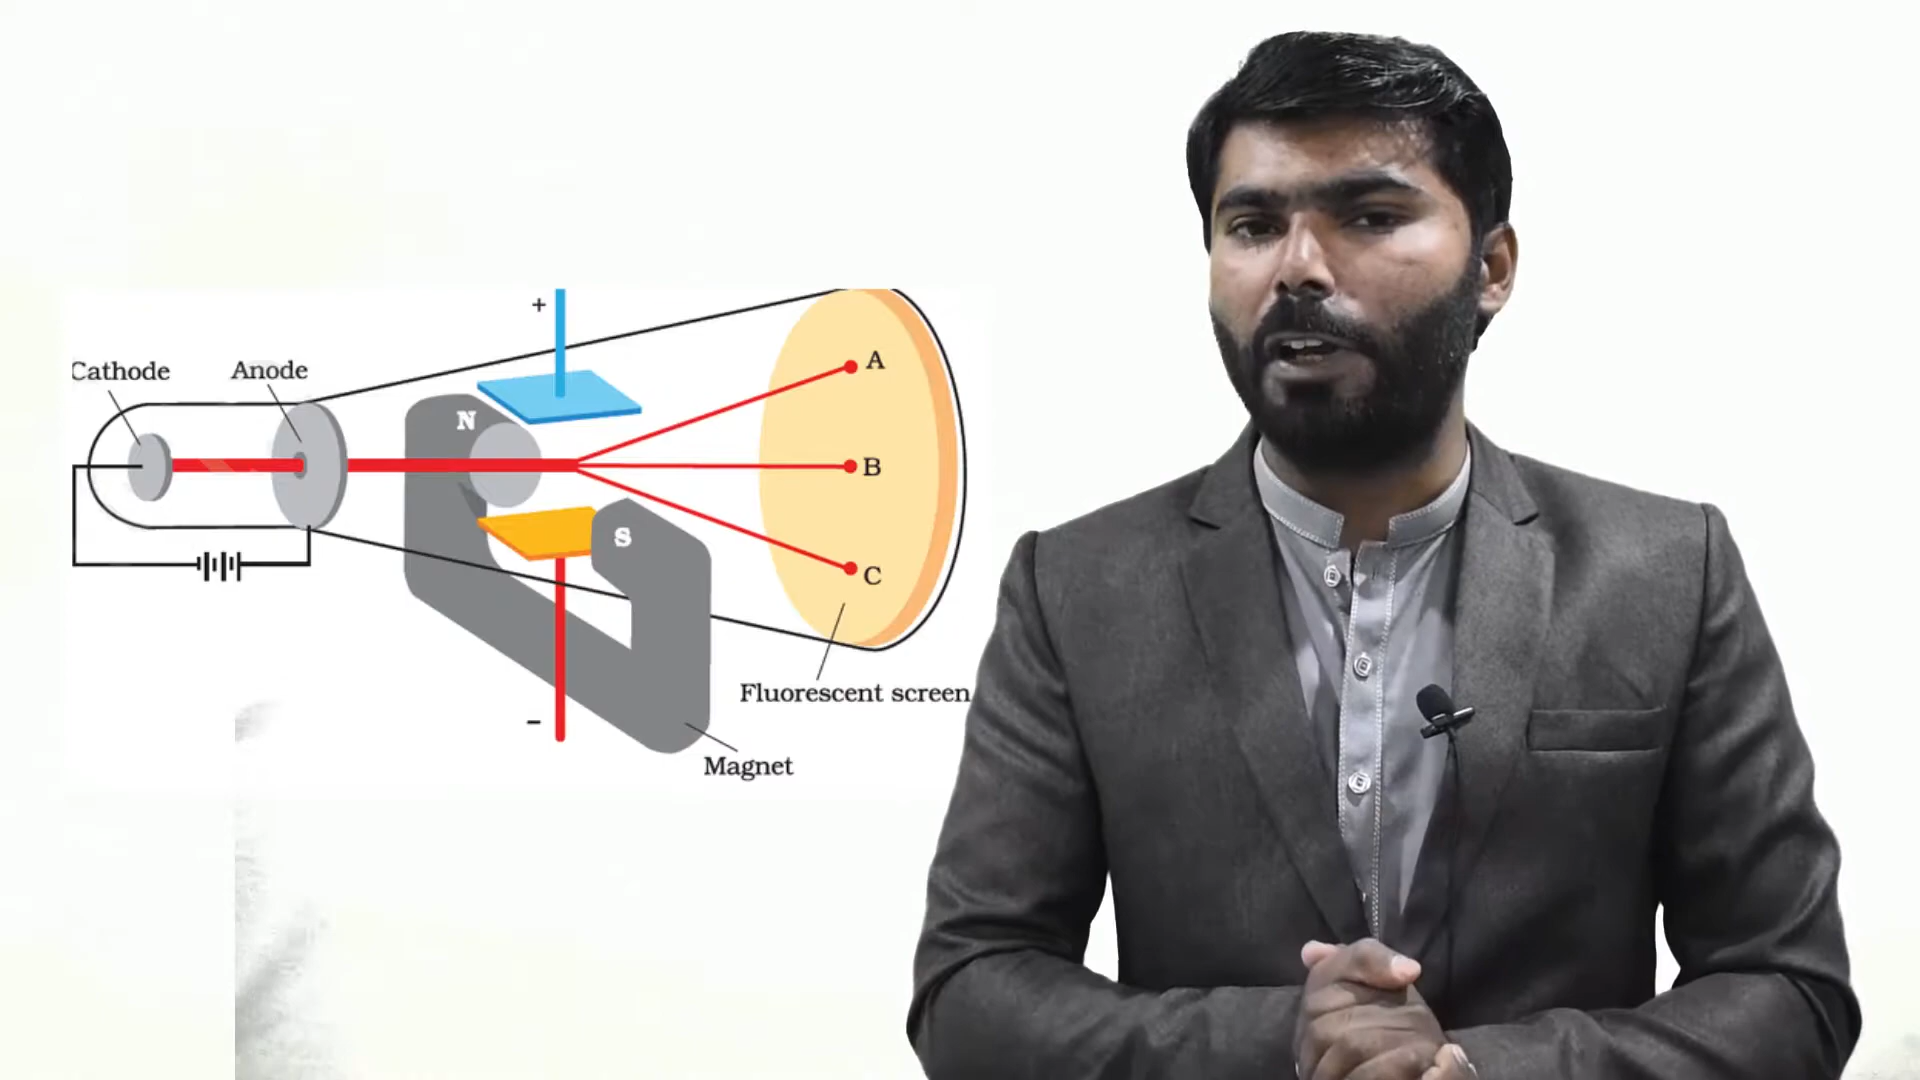 +
Cathode
Anode
A
N
B
S
C
Fluorescent screen
–
Magnet